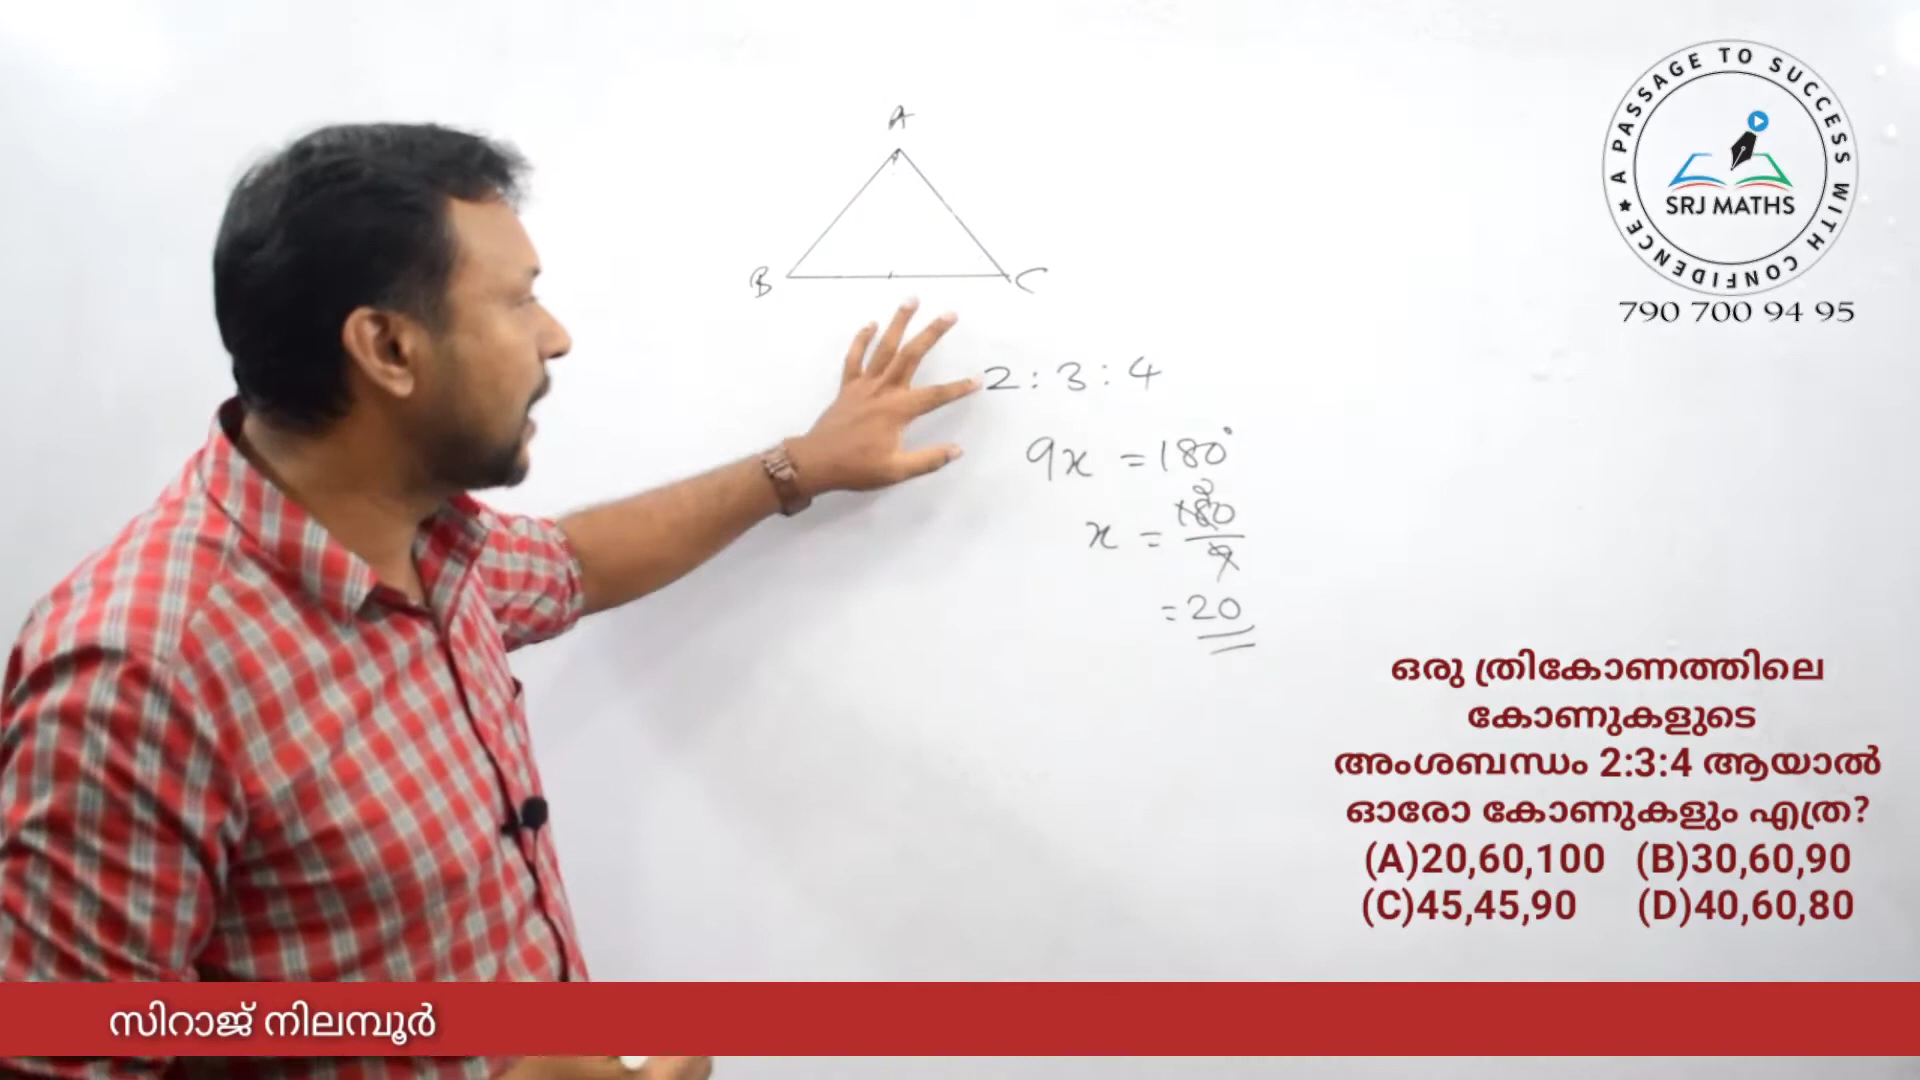 A PASSAGE TO SUCCESS WITH CONFIDENCE ★
SRJ MATHS
790 700 94 95
A
B
C
2 : 3 : 4
9x = 180°
x = 180/9
2
= 20
ഒരു ത്രികോണത്തിലെ
കോണുകളുടെ
അംശബന്ധം 2:3:4 ആയാൽ
ഓരോ കോണുകളും എത്ര?
(A)20,60,100 (B)30,60,90
(C)45,45,90 (D)40,60,80
സിറാജ് നിലമ്പൂർ